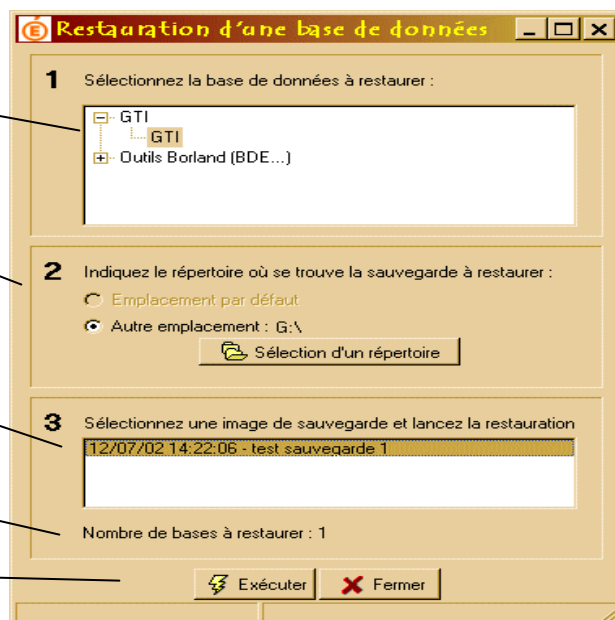 É Restauration d'une base de données
1 Sélectionnez la base de données à restaurer :
GTI
GTI
Outils Borland (BDE...)
2 Indiquez le répertoire où se trouve la sauvegarde à restaurer :
Emplacement par défaut
Autre emplacement : G:\
Sélection d'un répertoire
3 Sélectionnez une image de sauvegarde et lancez la restauration
12/07/02 14:22:06 - test sauvegarde 1
Nombre de bases à restaurer : 1
Exécuter Fermer